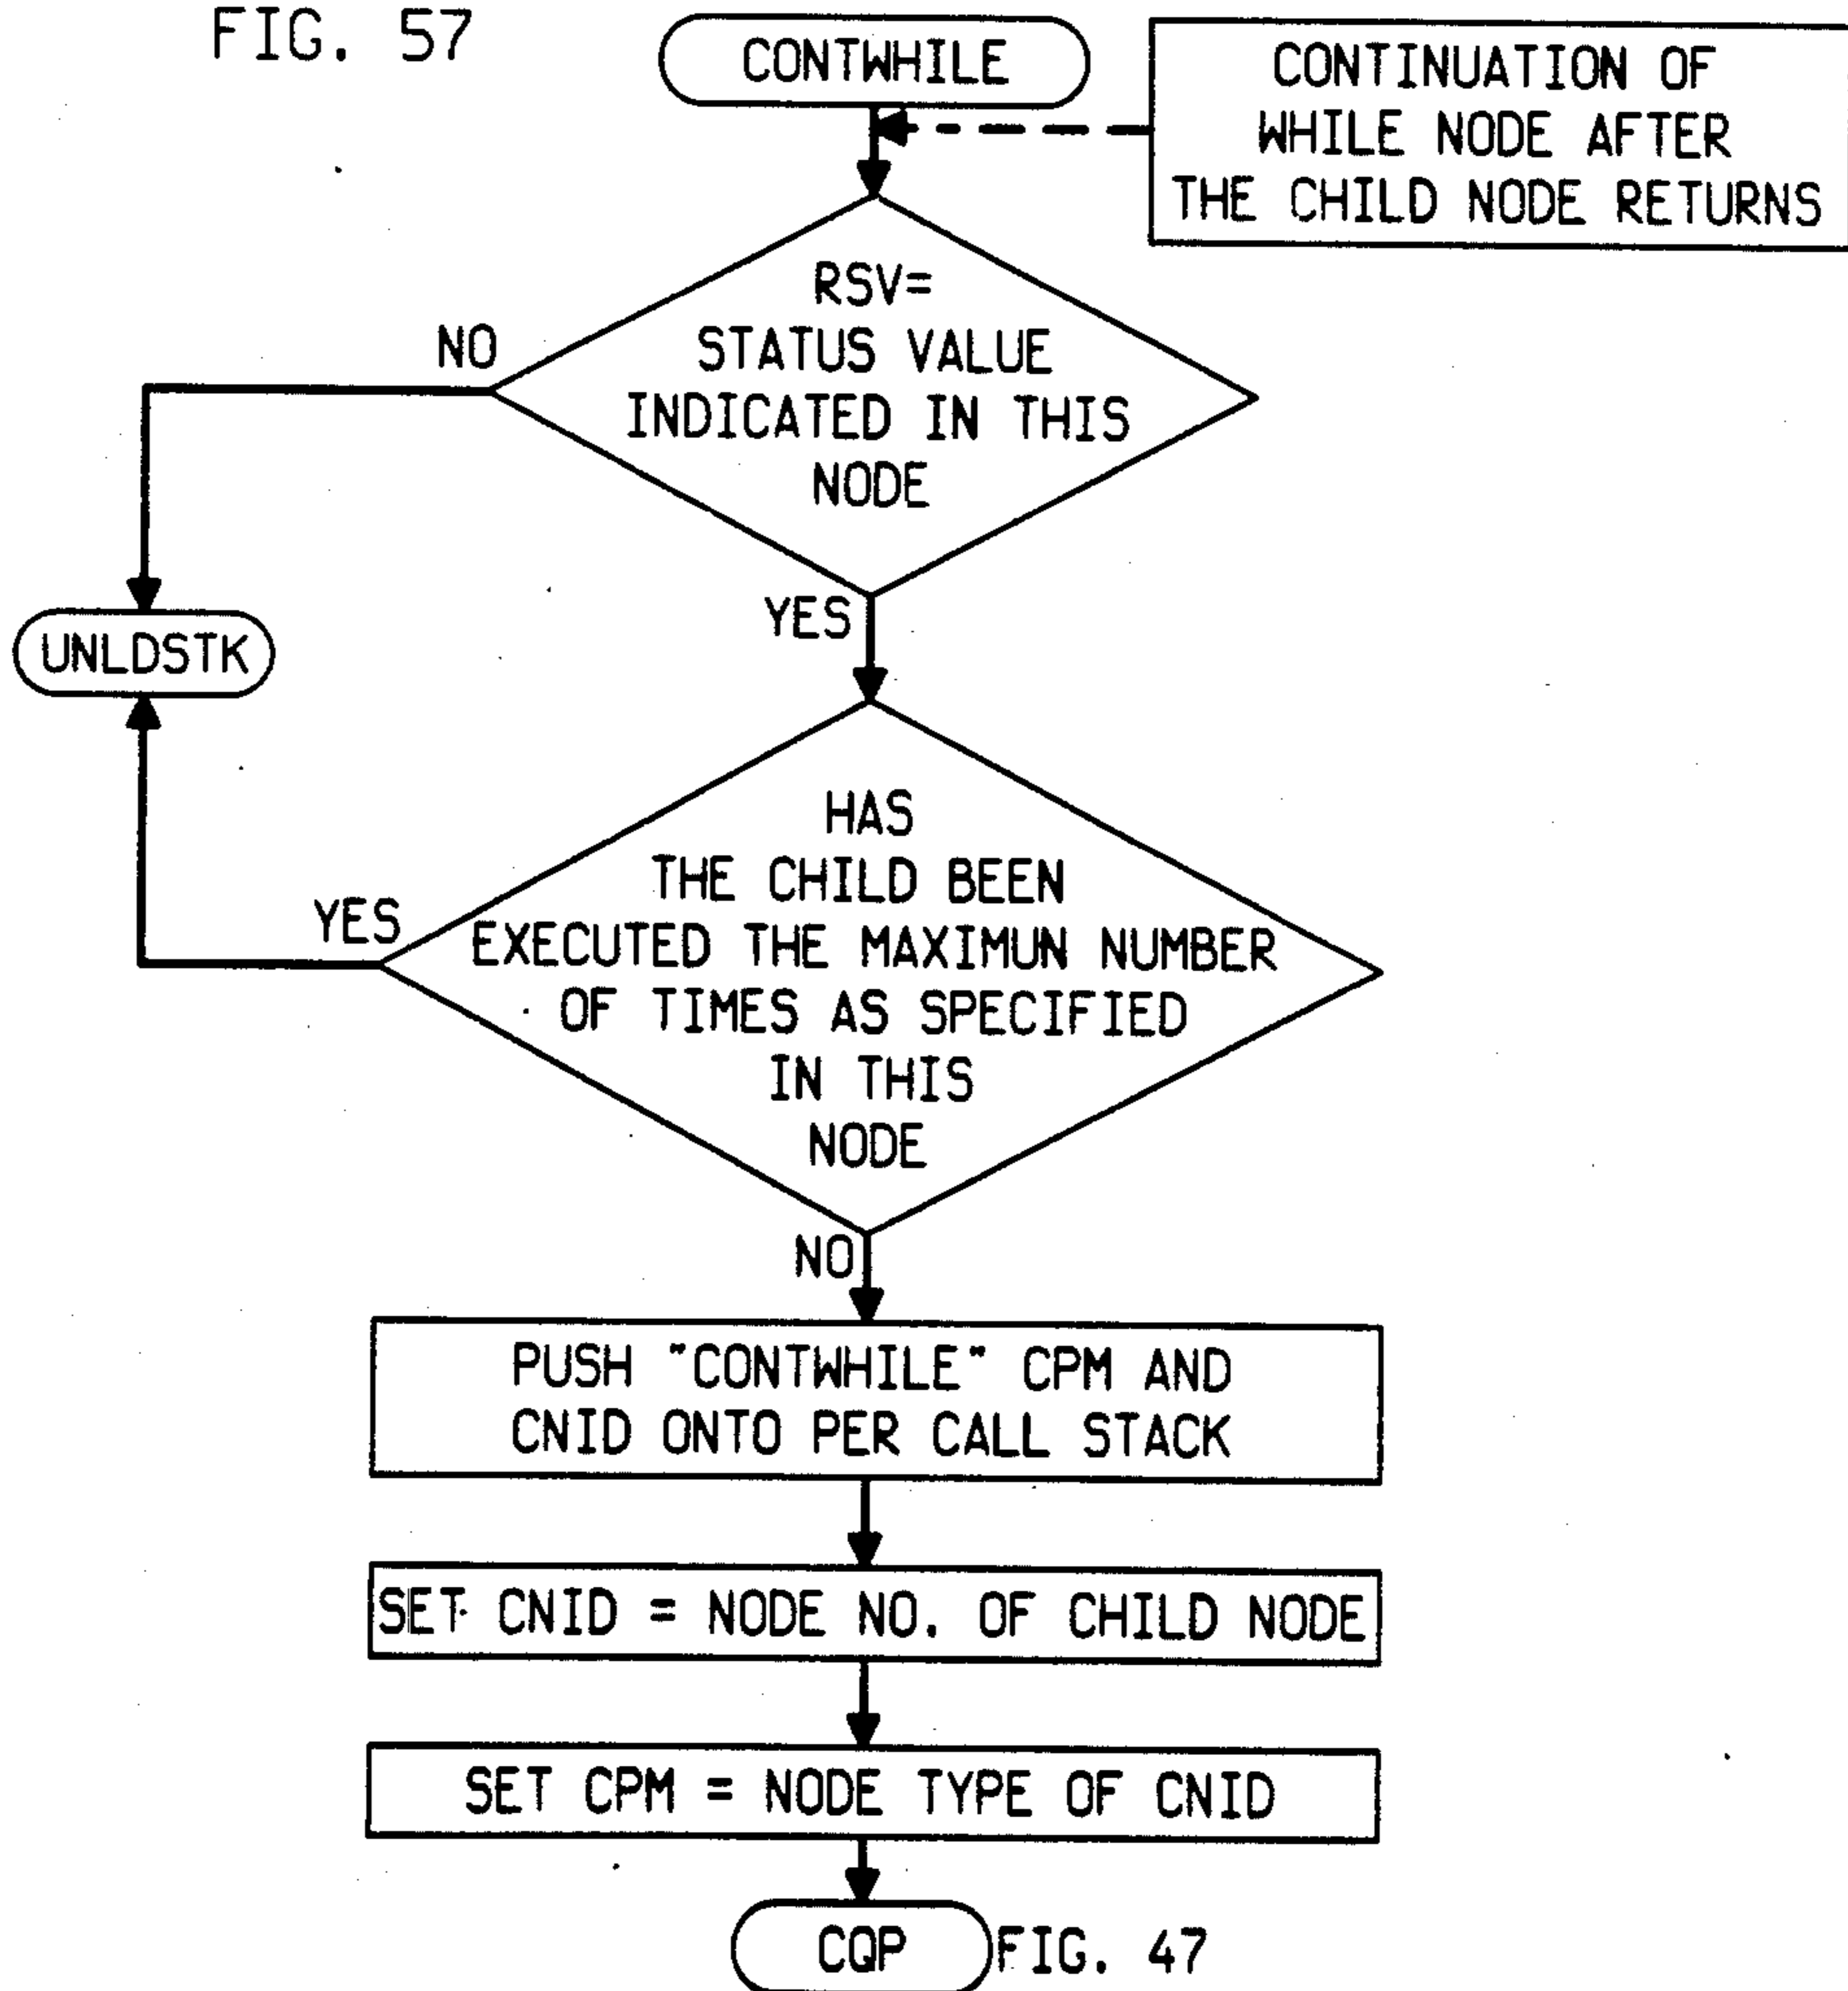 FIG. 57
CONTWHILE
CONTINUATION OF
WHILE NODE AFTER
THE CHILD NODE RETURNS
RSV=
STATUS VALUE
INDICATED IN THIS
NODE
NO
YES
UNLDSTK
HAS
THE CHILD BEEN
EXECUTED THE MAXIMUN NUMBER
OF TIMES AS SPECIFIED
IN THIS
NODE
YES
NO
PUSH "CONTWHILE" CPM AND
CNID ONTO PER CALL STACK
SET CNID = NODE NO. OF CHILD NODE
SET CPM = NODE TYPE OF CNID
CQP
FIG. 47